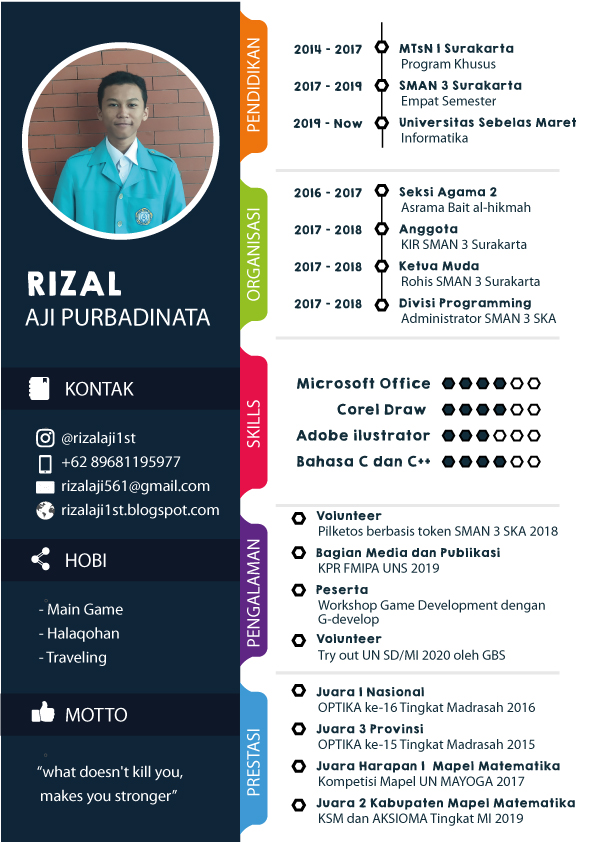 RIZAL
AJI PURBADINATA
KONTAK
@rizalaji1st
+62 89681195977
rizalaji561@gmail.com
rizalaji1st.blogspot.com
HOBI
- Main Game
- Halaqohan
- Traveling
MOTTO
“what doesn't kill you,
makes you stronger”
PENDIDIKAN
2014 - 2017 MTsN 1 Surakarta
Program Khusus
2017 - 2019 SMAN 3 Surakarta
Empat Semester
2019 - Now Universitas Sebelas Maret
Informatika
ORGANISASI
2016 - 2017 Seksi Agama 2
Asrama Bait al-hikmah
2017 - 2018 Anggota
KIR SMAN 3 Surakarta
2017 - 2018 Ketua Muda
Rohis SMAN 3 Surakarta
2017 - 2018 Divisi Programming
Administrator SMAN 3 SKA
SKILLS
Microsoft Office
Corel Draw
Adobe ilustrator
Bahasa C dan C++
PENGALAMAN
Volunteer
Pilketos berbasis token SMAN 3 SKA 2018
Bagian Media dan Publikasi
KPR FMIPA UNS 2019
Peserta
Workshop Game Development dengan
G-develop
Volunteer
Try out UN SD/MI 2020 oleh GBS
PRESTASI
Juara 1 Nasional
OPTIKA ke-16 Tingkat Madrasah 2016
Juara 3 Provinsi
OPTIKA ke-15 Tingkat Madrasah 2015
Juara Harapan 1 Mapel Matematika
Kompetisi Mapel UN MAYOGA 2017
Juara 2 Kabupaten Mapel Matematika
KSM dan AKSIOMA Tingkat MI 2019